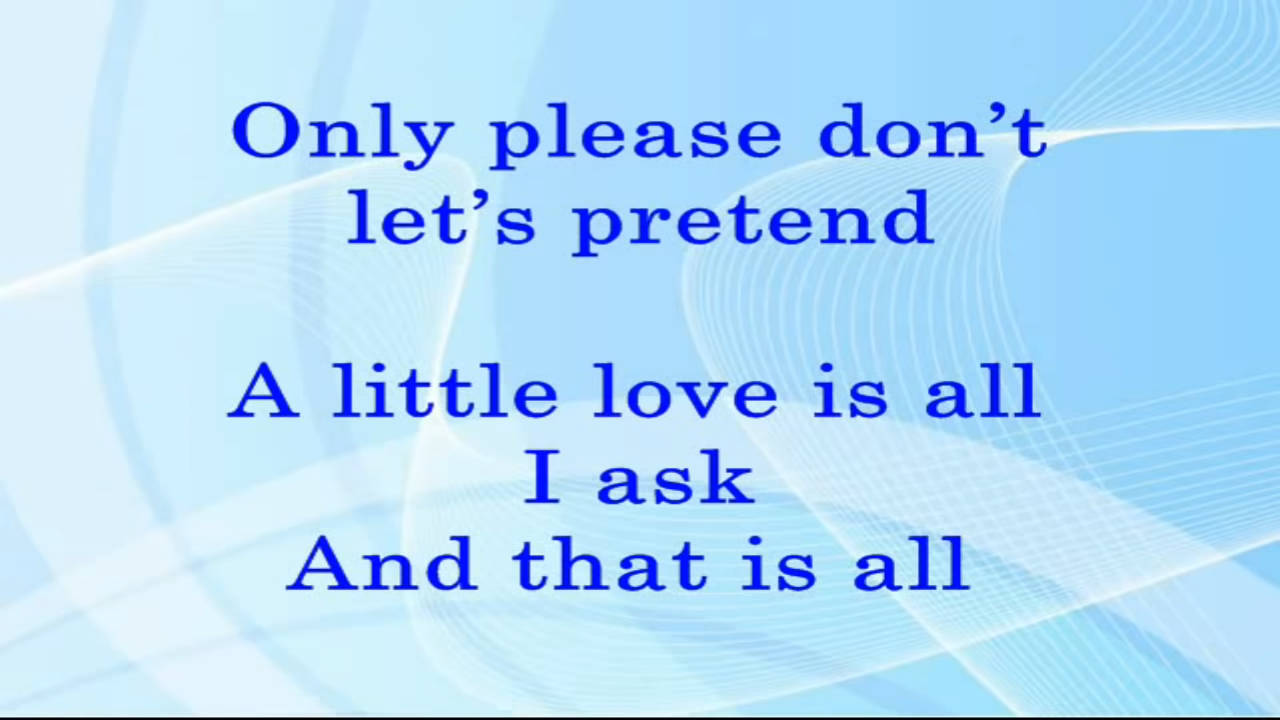 Only please don’t
let’s pretend
A little love is all
I ask
And that is all